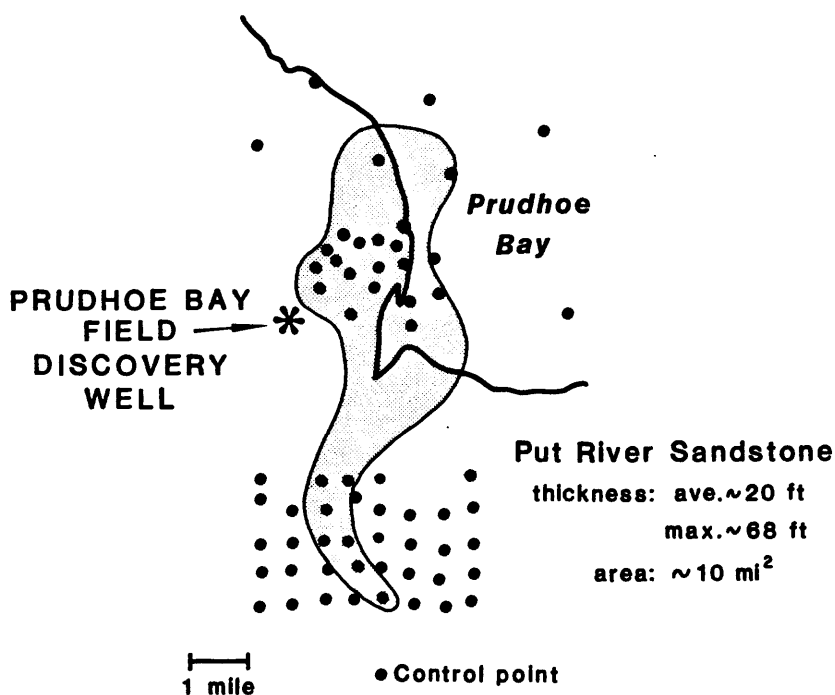 Prudhoe
Bay
PRUDHOE BAY
FIELD
DISCOVERY
WELL
Put River Sandstone
thickness: ave.~20 ft
max.~68 ft
area: ~10 mi²
1 mile
Control point